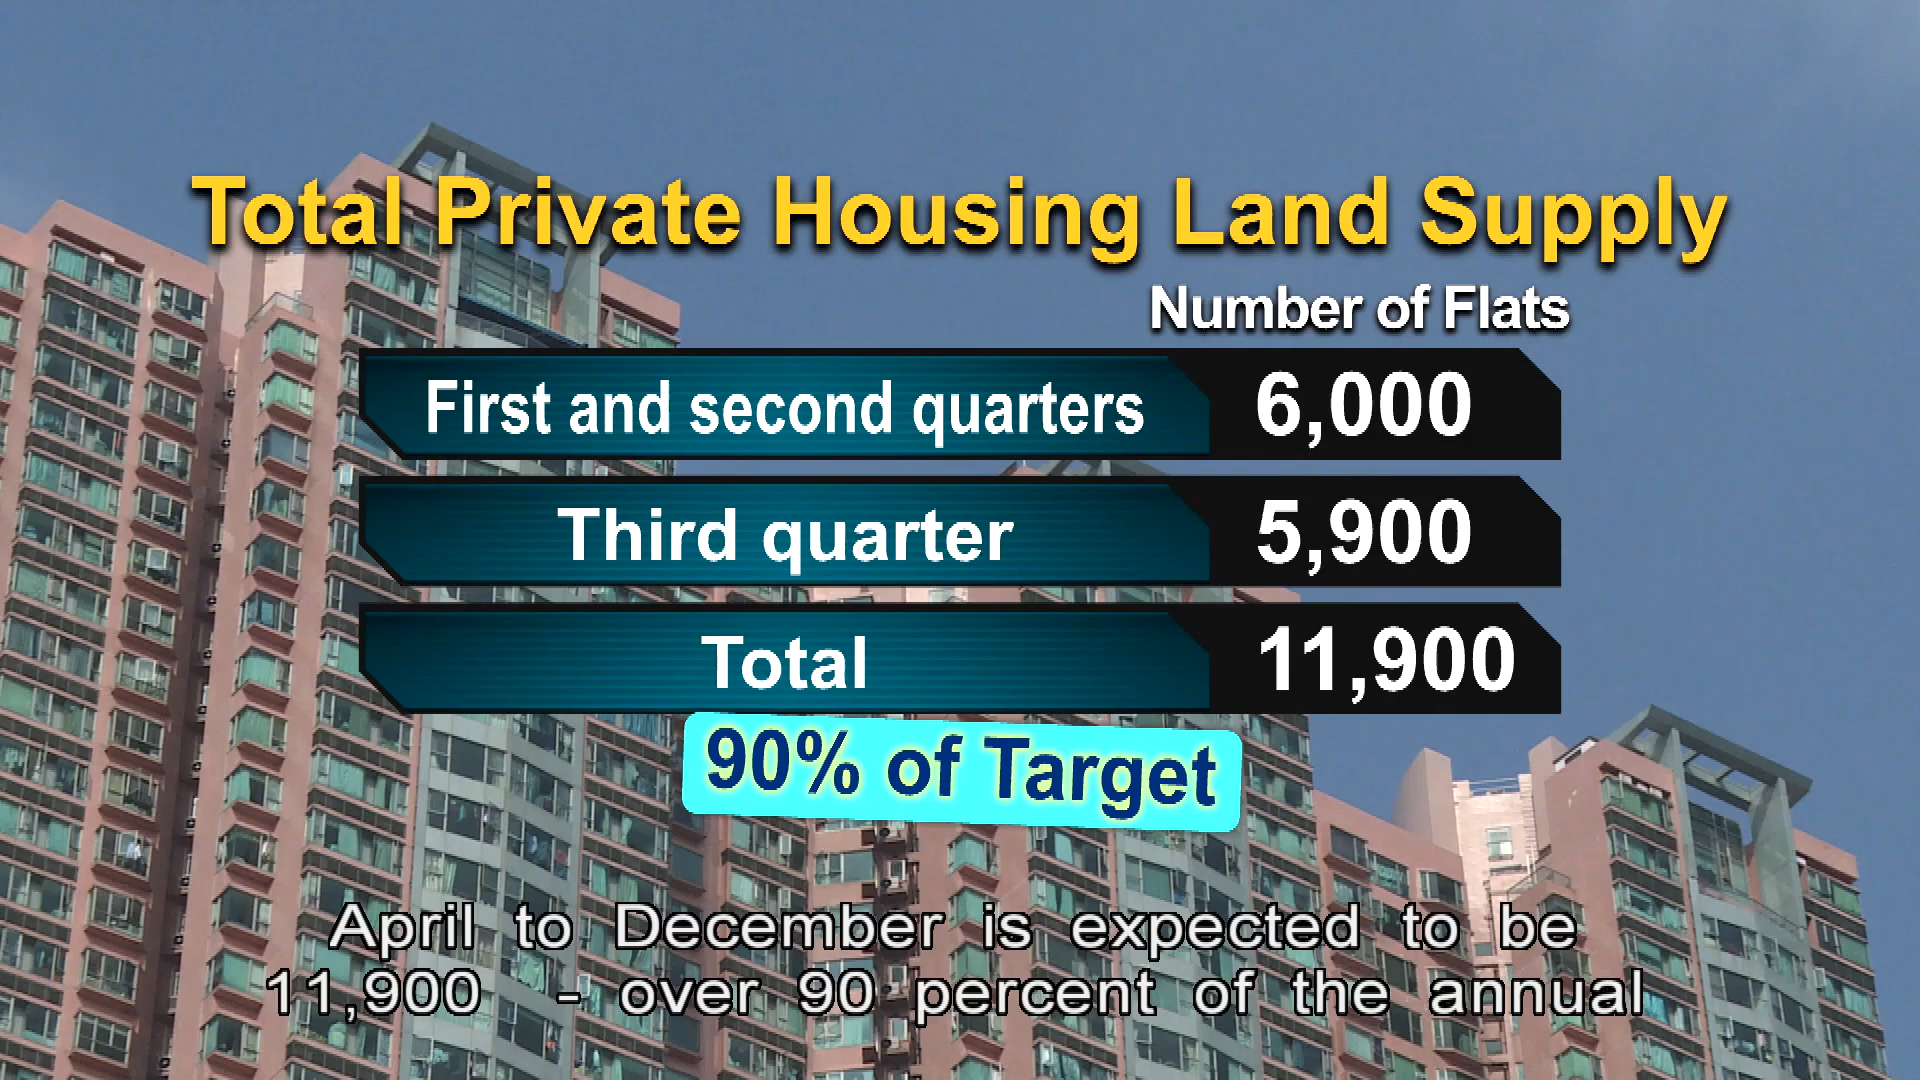 Total Private Housing Land Supply
Number of Flats
First and second quarters 6,000
Third quarter 5,900
Total 11,900
90% of Target
April to December is expected to be
11,900 - over 90 percent of the annual